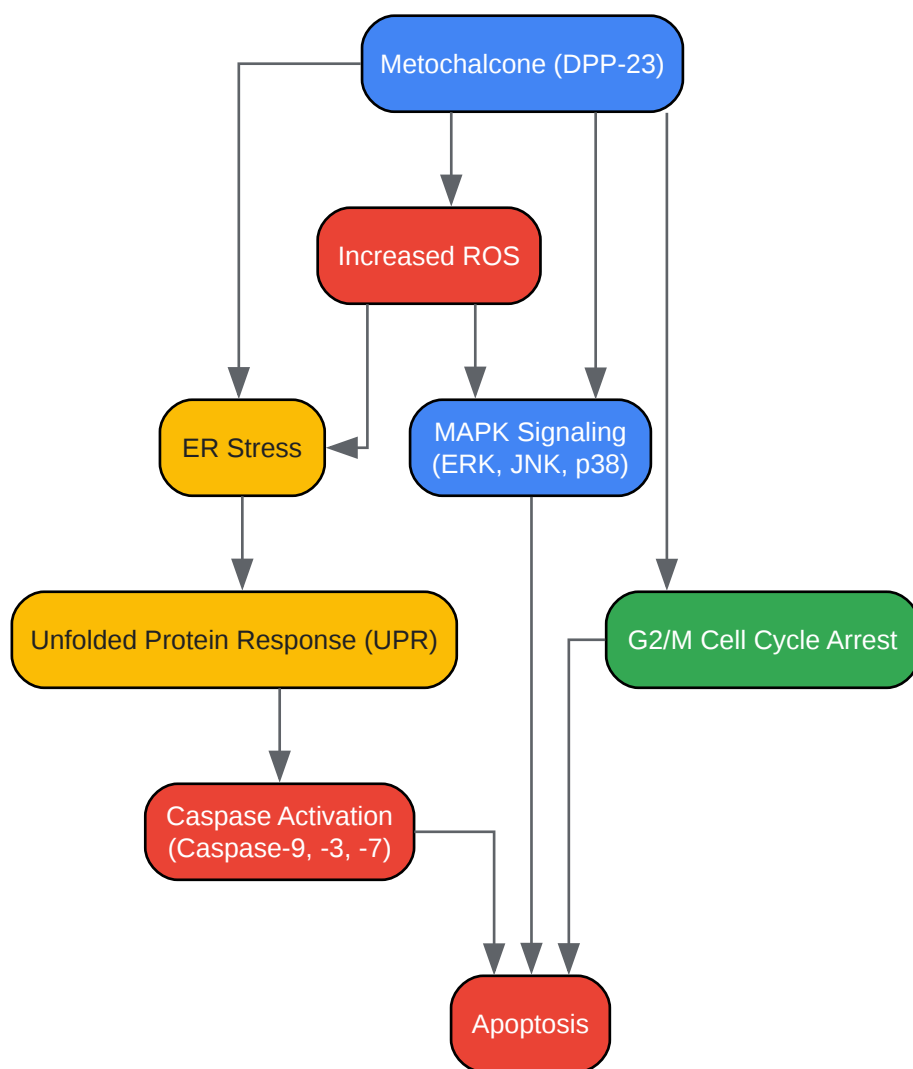 Metochalcone (DPP-23)
Increased ROS
ER Stress
MAPK Signaling
(ERK, JNK, p38)
Unfolded Protein Response (UPR)
G2/M Cell Cycle Arrest
Caspase Activation
(Caspase-9, -3, -7)
Apoptosis